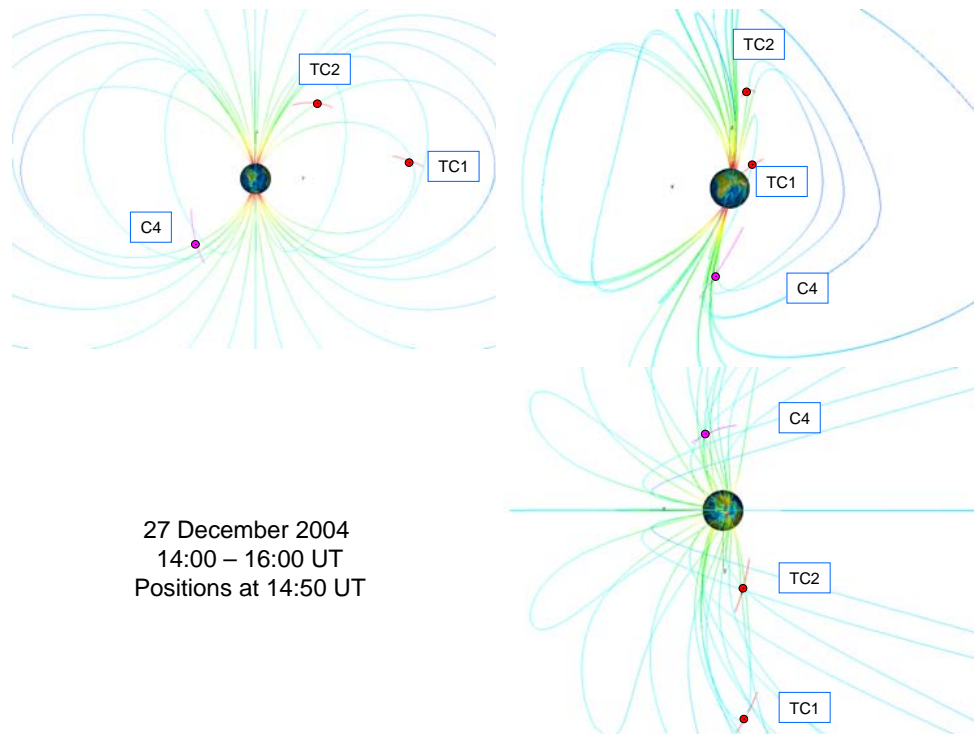 TC2
TC1
C4
TC2
TC1
C4
C4
TC2
TC1
27 December 2004
14:00 – 16:00 UT
Positions at 14:50 UT